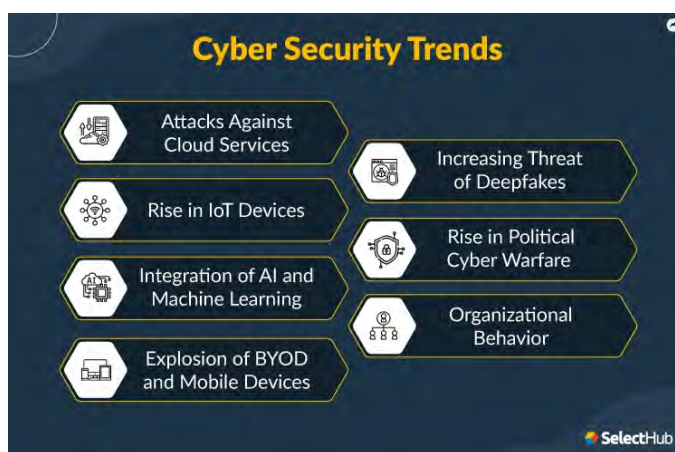 Cyber Security Trends
Attacks Against
Cloud Services
Rise in IoT Devices
AI
Integration of AI and
Machine Learning
Explosion of BYOD
and Mobile Devices
Increasing Threat
of Deepfakes
Rise in Political
Cyber Warfare
Organizational
Behavior
SelectHub